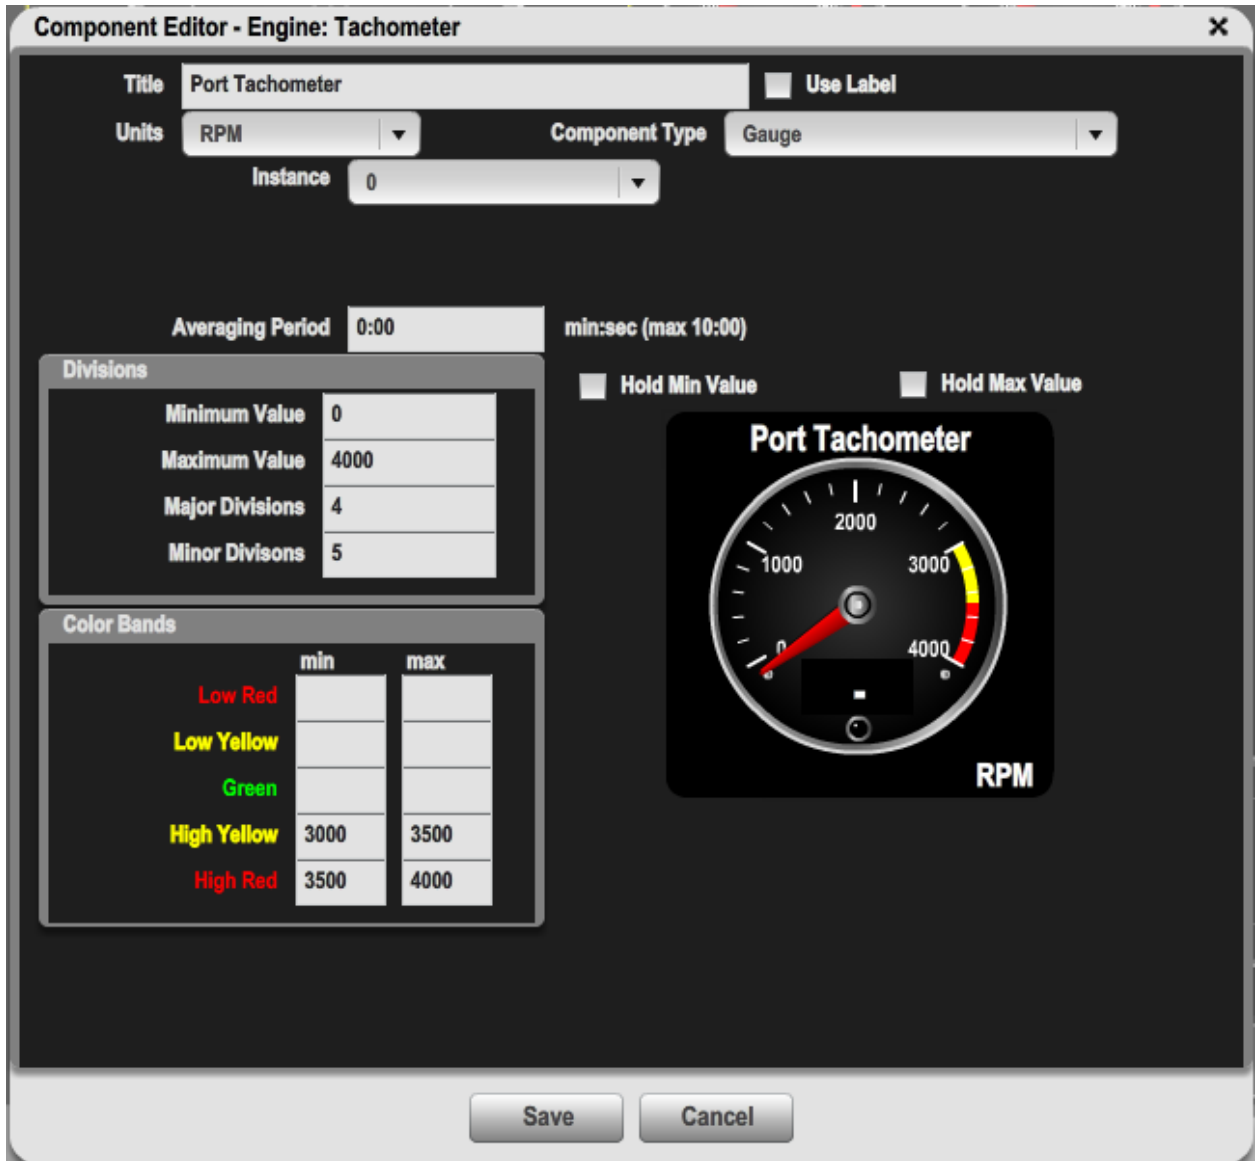 Component Editor - Engine: Tachometer
Title Port Tachometer Use Label
Units RPM Component Type Gauge
Instance 0
Averaging Period 0:00 min:sec (max 10:00)
Divisions
Hold Min Value Hold Max Value
Minimum Value 0
Maximum Value 4000
Major Divisions 4
Minor Divisons 5
Port Tachometer
2000
1000 3000
0 4000
-
RPM
Color Bands
min max
Low Red
Low Yellow
Green
High Yellow 3000 3500
High Red 3500 4000
Save Cancel